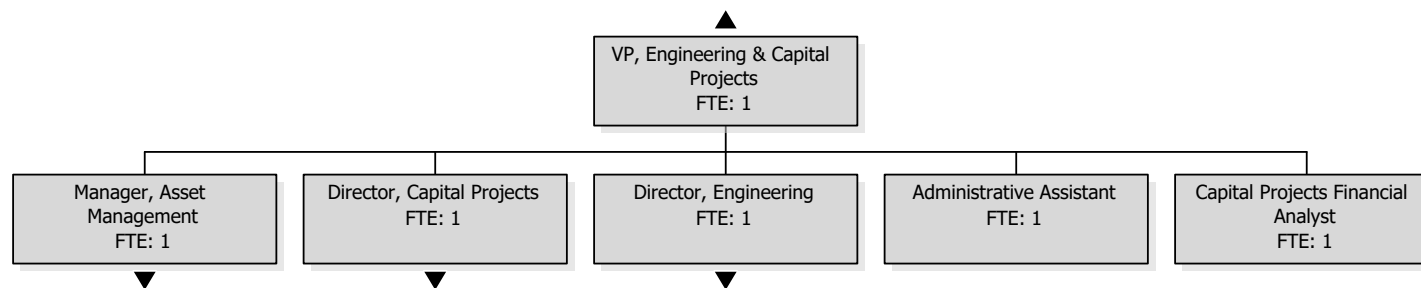 VP, Engineering & Capital
Projects
FTE: 1
Manager, Asset
Management
FTE: 1
Director, Capital Projects
FTE: 1
Director, Engineering
FTE: 1
Administrative Assistant
FTE: 1
Capital Projects Financial
Analyst
FTE: 1